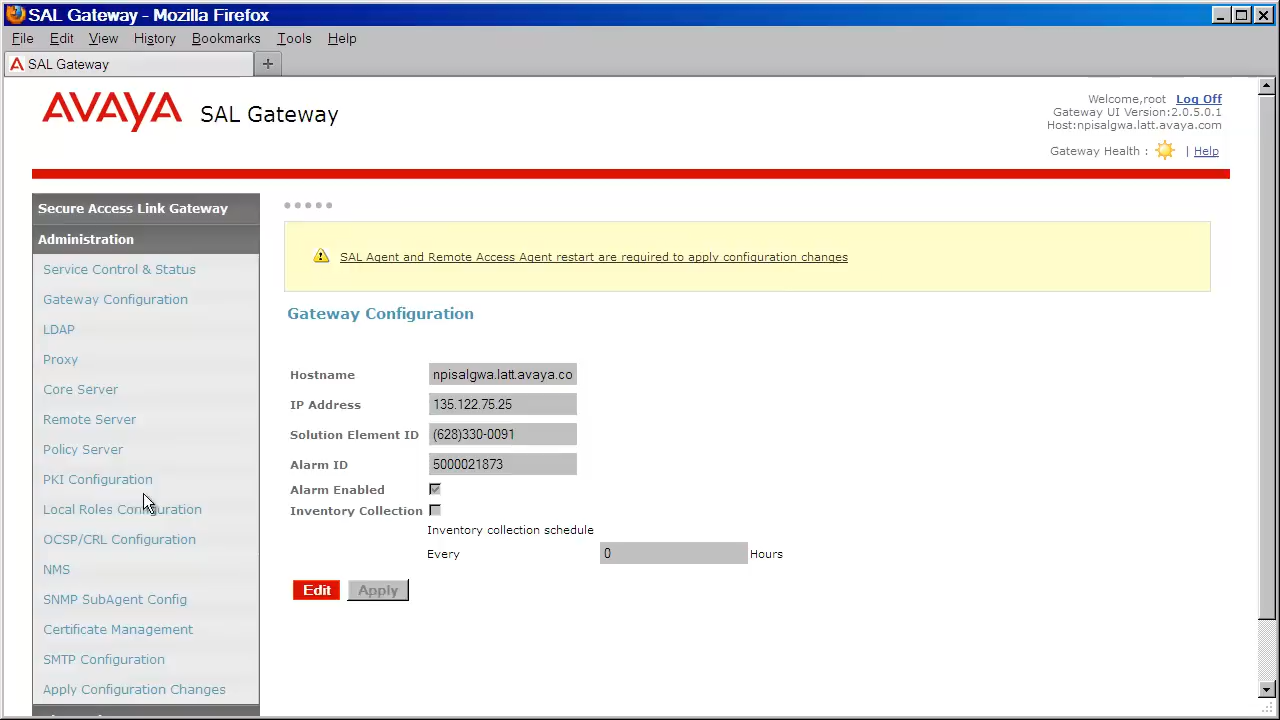 SAL Gateway - Mozilla Firefox
File Edit View History Bookmarks Tools Help
SAL Gateway
AVAYA SAL Gateway
Welcome,root Log Off
Gateway UI Version:2.0.5.0.1
Host:npisalgwa.latt.avaya.com
Gateway Health : | Help
Secure Access Link Gateway
Administration
Service Control & Status
Gateway Configuration
LDAP
Proxy
Core Server
Remote Server
Policy Server
PKI Configuration
Local Roles Configuration
OCSP/CRL Configuration
NMS
SNMP SubAgent Config
Certificate Management
SMTP Configuration
Apply Configuration Changes
SAL Agent and Remote Access Agent restart are required to apply configuration changes
Gateway Configuration
Hostname npisalgwa.latt.avaya.co
IP Address 135.122.75.25
Solution Element ID (628)330-0091
Alarm ID 5000021873
Alarm Enabled
Inventory Collection
Inventory collection schedule
Every 0 Hours
Edit Apply